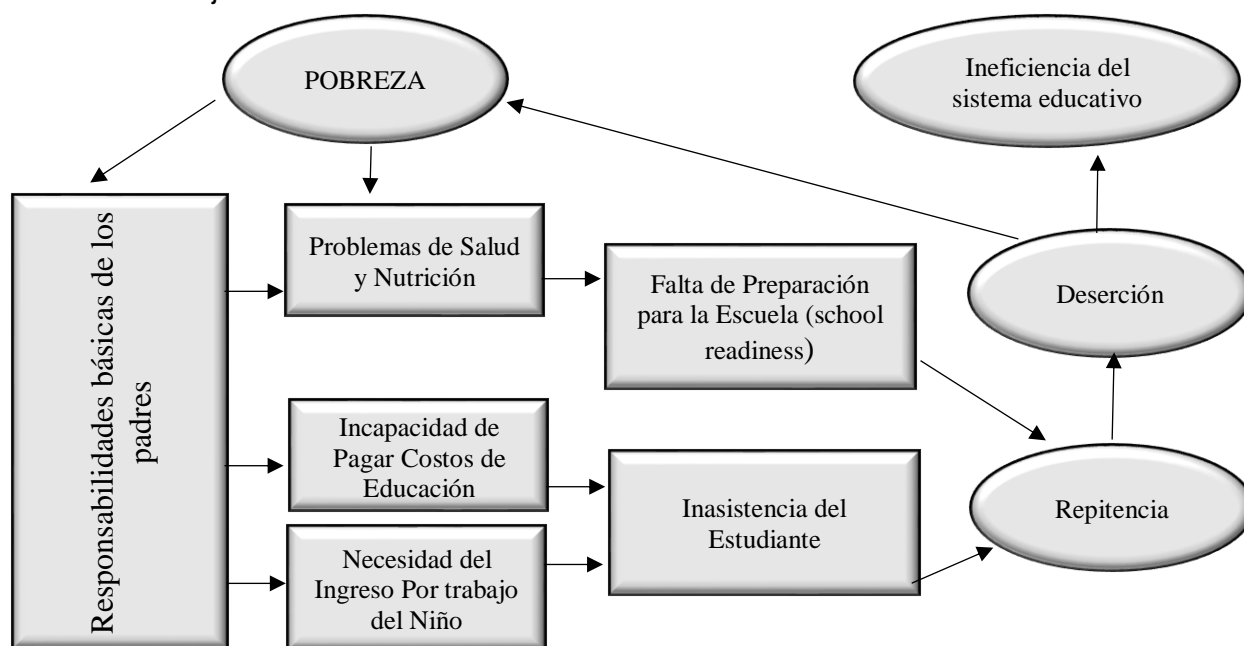 POBREZA
Ineficiencia del
sistema educativo
Responsabilidades básicas de los
padres
Problemas de Salud
y Nutrición
Falta de Preparación
para la Escuela (school
readiness)
Deserción
Incapacidad de
Pagar Costos de
Educación
Inasistencia del
Estudiante
Repitencia
Necesidad del
Ingreso Por trabajo
del Niño